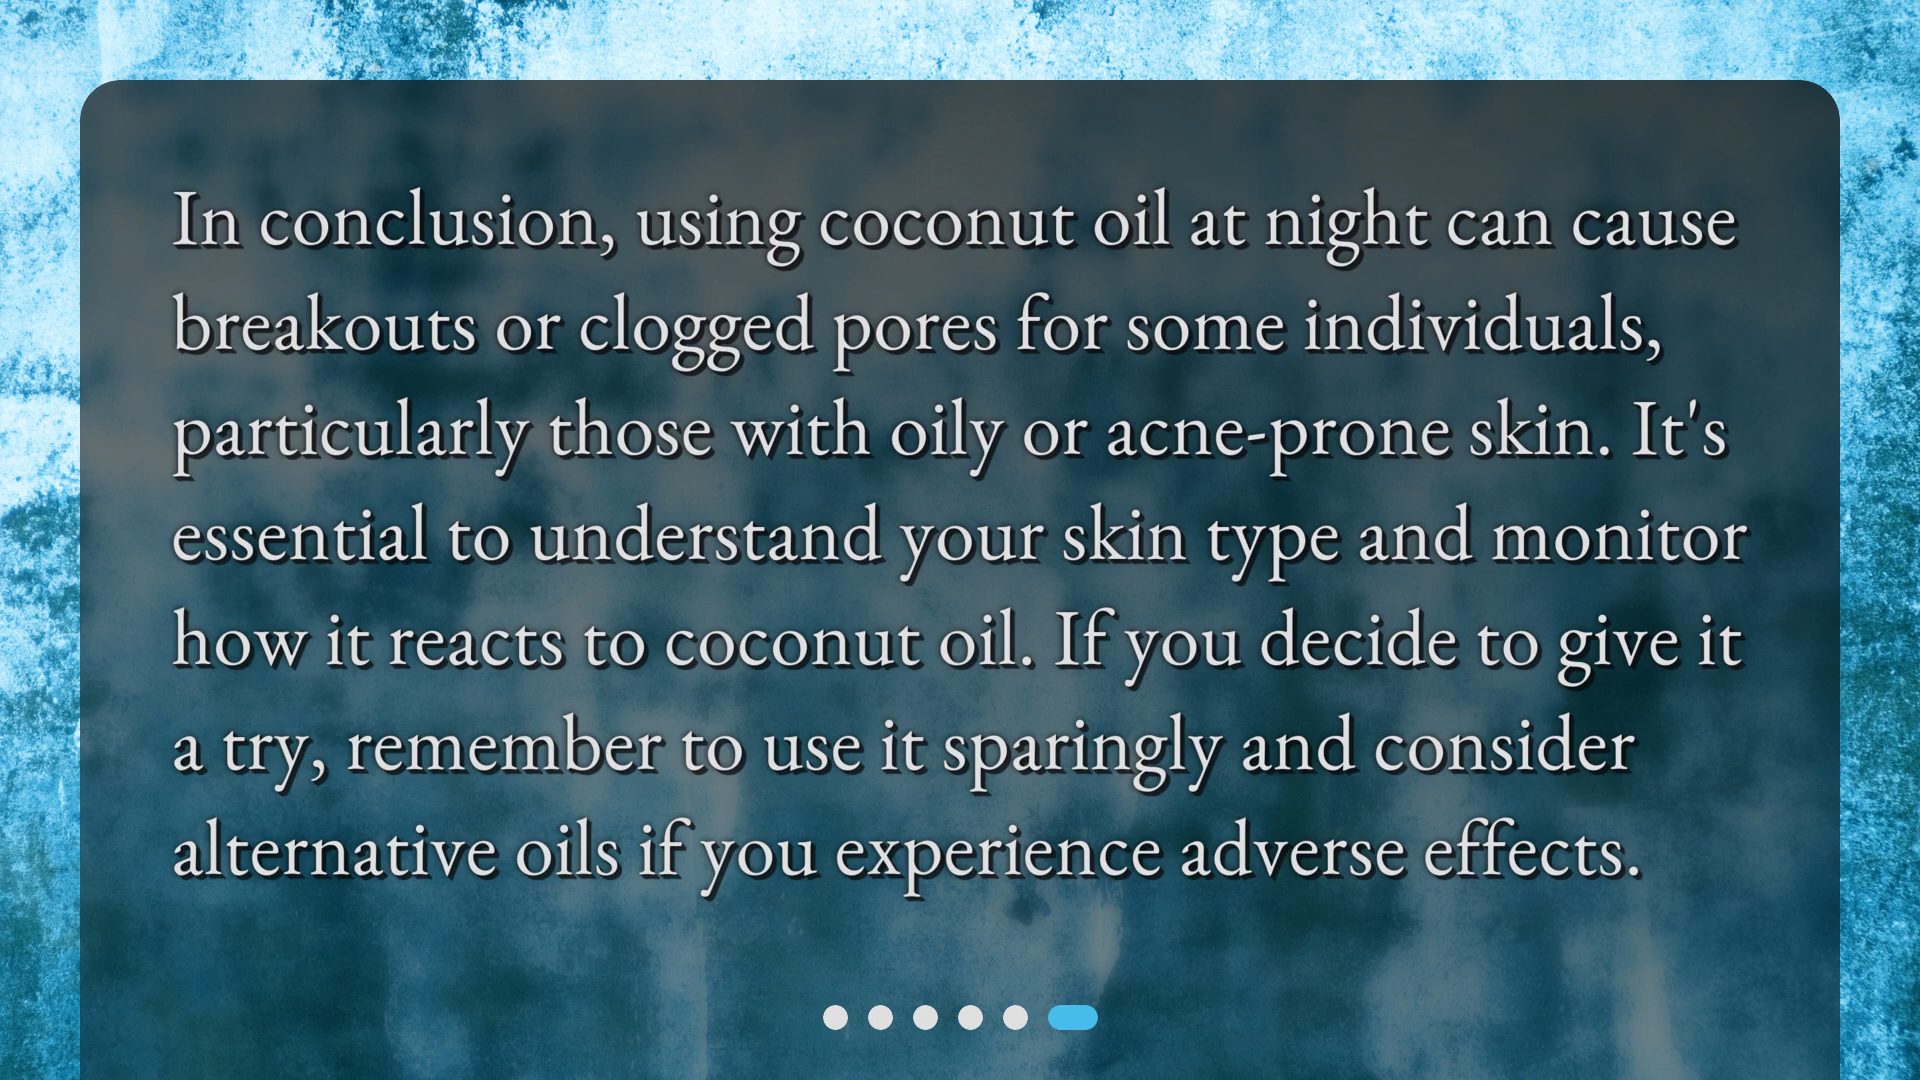 In conclusion, using coconut oil at night can cause
breakouts or clogged pores for some individuals,
particularly those with oily or acne-prone skin. It's
essential to understand your skin type and monitor
how it reacts to coconut oil. If you decide to give it
a try, remember to use it sparingly and consider
alternative oils if you experience adverse effects.